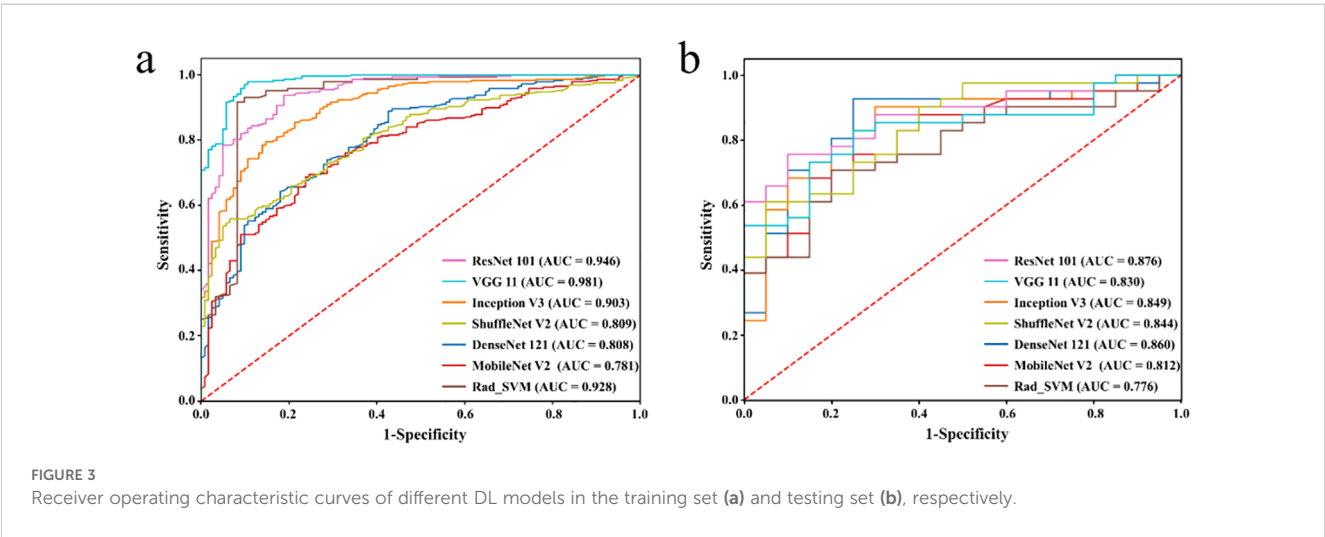 a
1.0
0.8
0.6
0.4
0.2
0.0
Sensitivity
ResNet 101 (AUC = 0.946)
VGG 11 (AUC = 0.981)
Inception V3 (AUC = 0.903)
ShuffleNet V2 (AUC = 0.809)
DenseNet 121 (AUC = 0.808)
MobileNet V2 (AUC = 0.781)
Rad_SVM (AUC = 0.928)
0.0 0.2 0.4 0.6 0.8 1.0
1-Specificity
b
1.0
0.8
0.6
0.4
0.2
0.0
Sensitivity
ResNet 101 (AUC = 0.876)
VGG 11 (AUC = 0.830)
Inception V3 (AUC = 0.849)
ShuffleNet V2 (AUC = 0.844)
DenseNet 121 (AUC = 0.860)
MobileNet V2 (AUC = 0.812)
Rad_SVM (AUC = 0.776)
0.0 0.2 0.4 0.6 0.8 1.0
1-Specificity
FIGURE 3
Receiver operating characteristic curves of different DL models in the training set (a) and testing set (b), respectively.